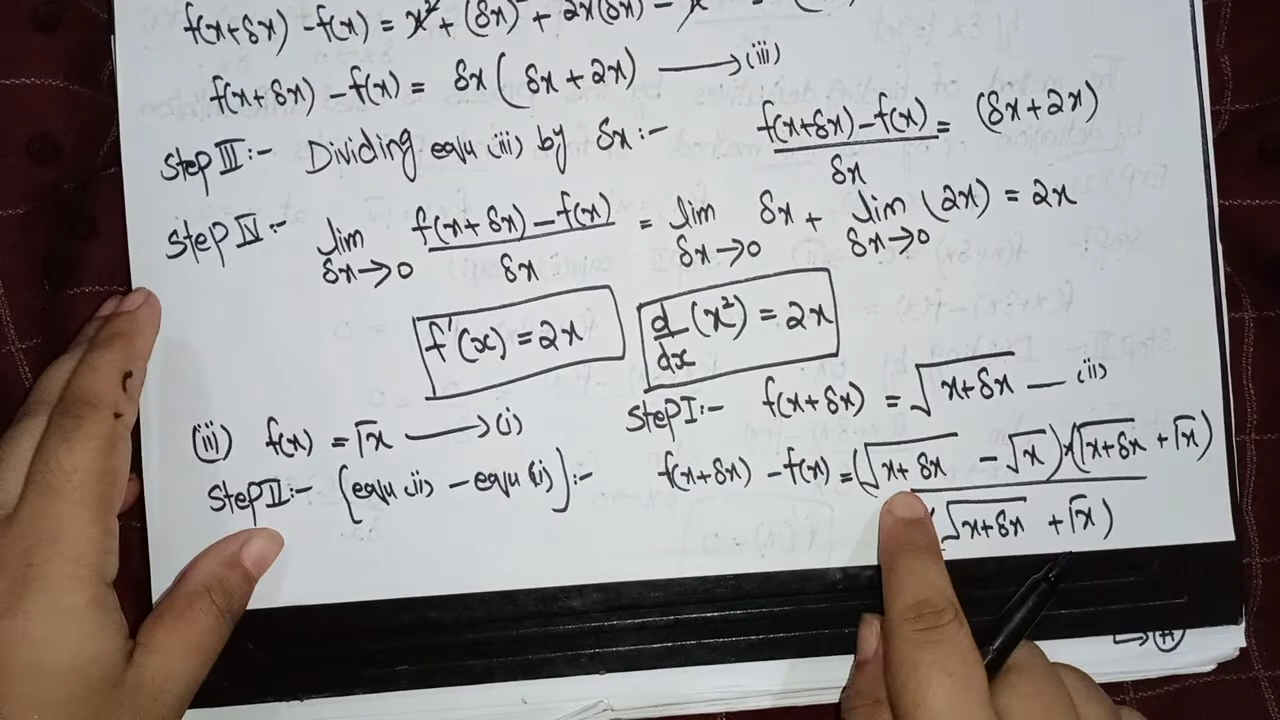 f(x+δx) - f(x) = x² + (δx)² + 2x(δx) - x²
f(x+δx) - f(x) = δx (δx + 2x) ⟶ (iii)
Step III:- Dividing equ (iii) by δx:- f(x+δx) - f(x) / δx = (δx + 2x)
Step IV:- lim δx→0 f(x+δx) - f(x) / δx = lim δx→0 δx + lim δx→0 (2x) = 2x
f'(x) = 2x d/dx (x²) = 2x
(ii) f(x) = √x ⟶ (i) Step I:- f(x+δx) = √x+δx — (ii)
Step II:- {equ (ii) - equ (i)}:- f(x+δx) - f(x) = (√x+δx - √x) × (√x+δx + √x) / (√x+δx + √x)